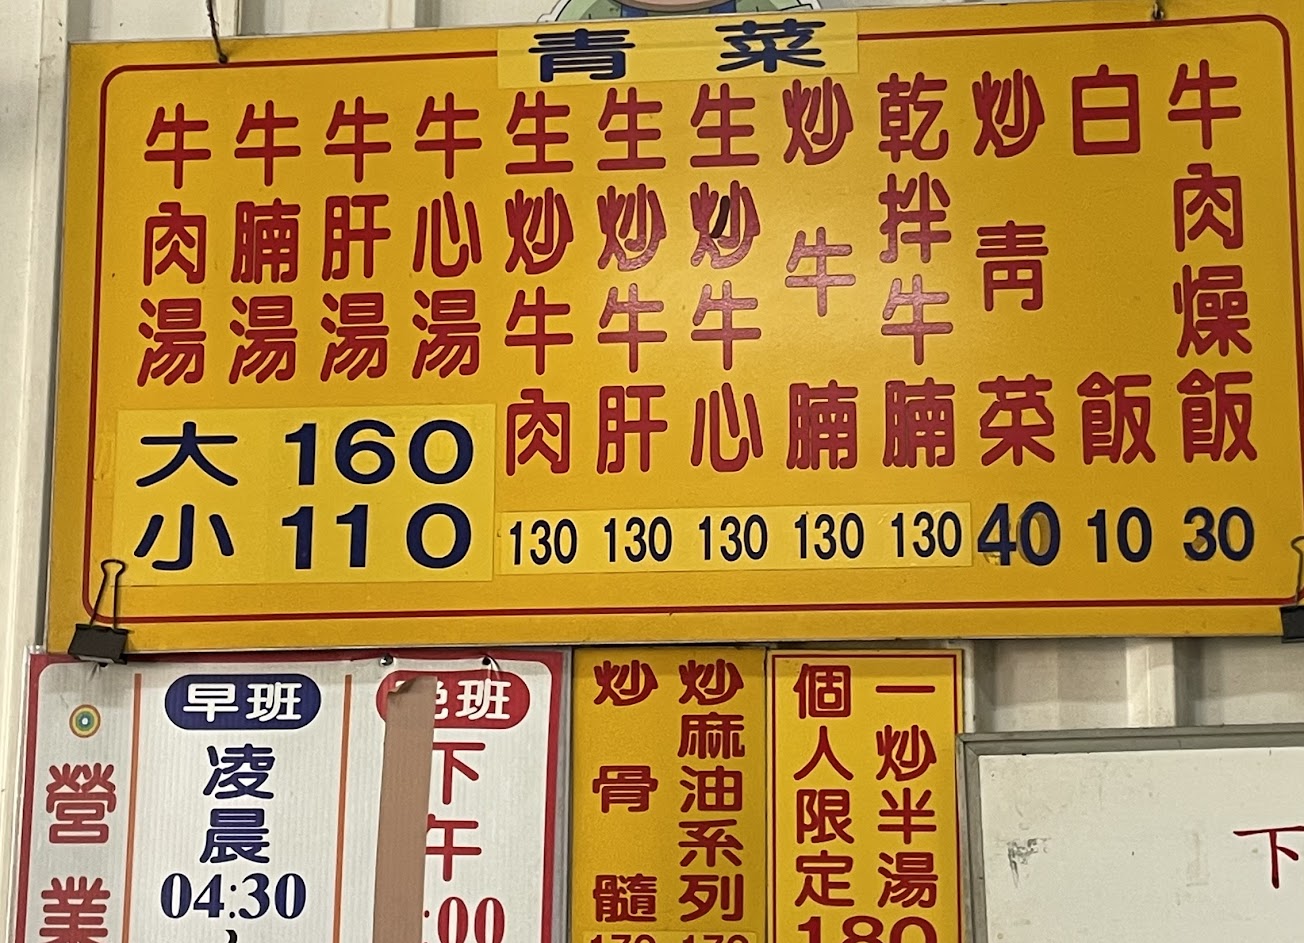 青菜
牛肉湯
牛腩湯
牛肝湯
牛心湯
大 160
小 110
生炒牛肉 130
生炒牛肝 130
生炒牛心 130
炒牛腩 130
乾拌牛腩 130
炒青菜 40
白飯 10
牛肉燥飯 30
營業
早班
凌晨
04:30
班
下午
:00
炒骨髓
炒麻油系列
個人限定
一炒半湯
180
下